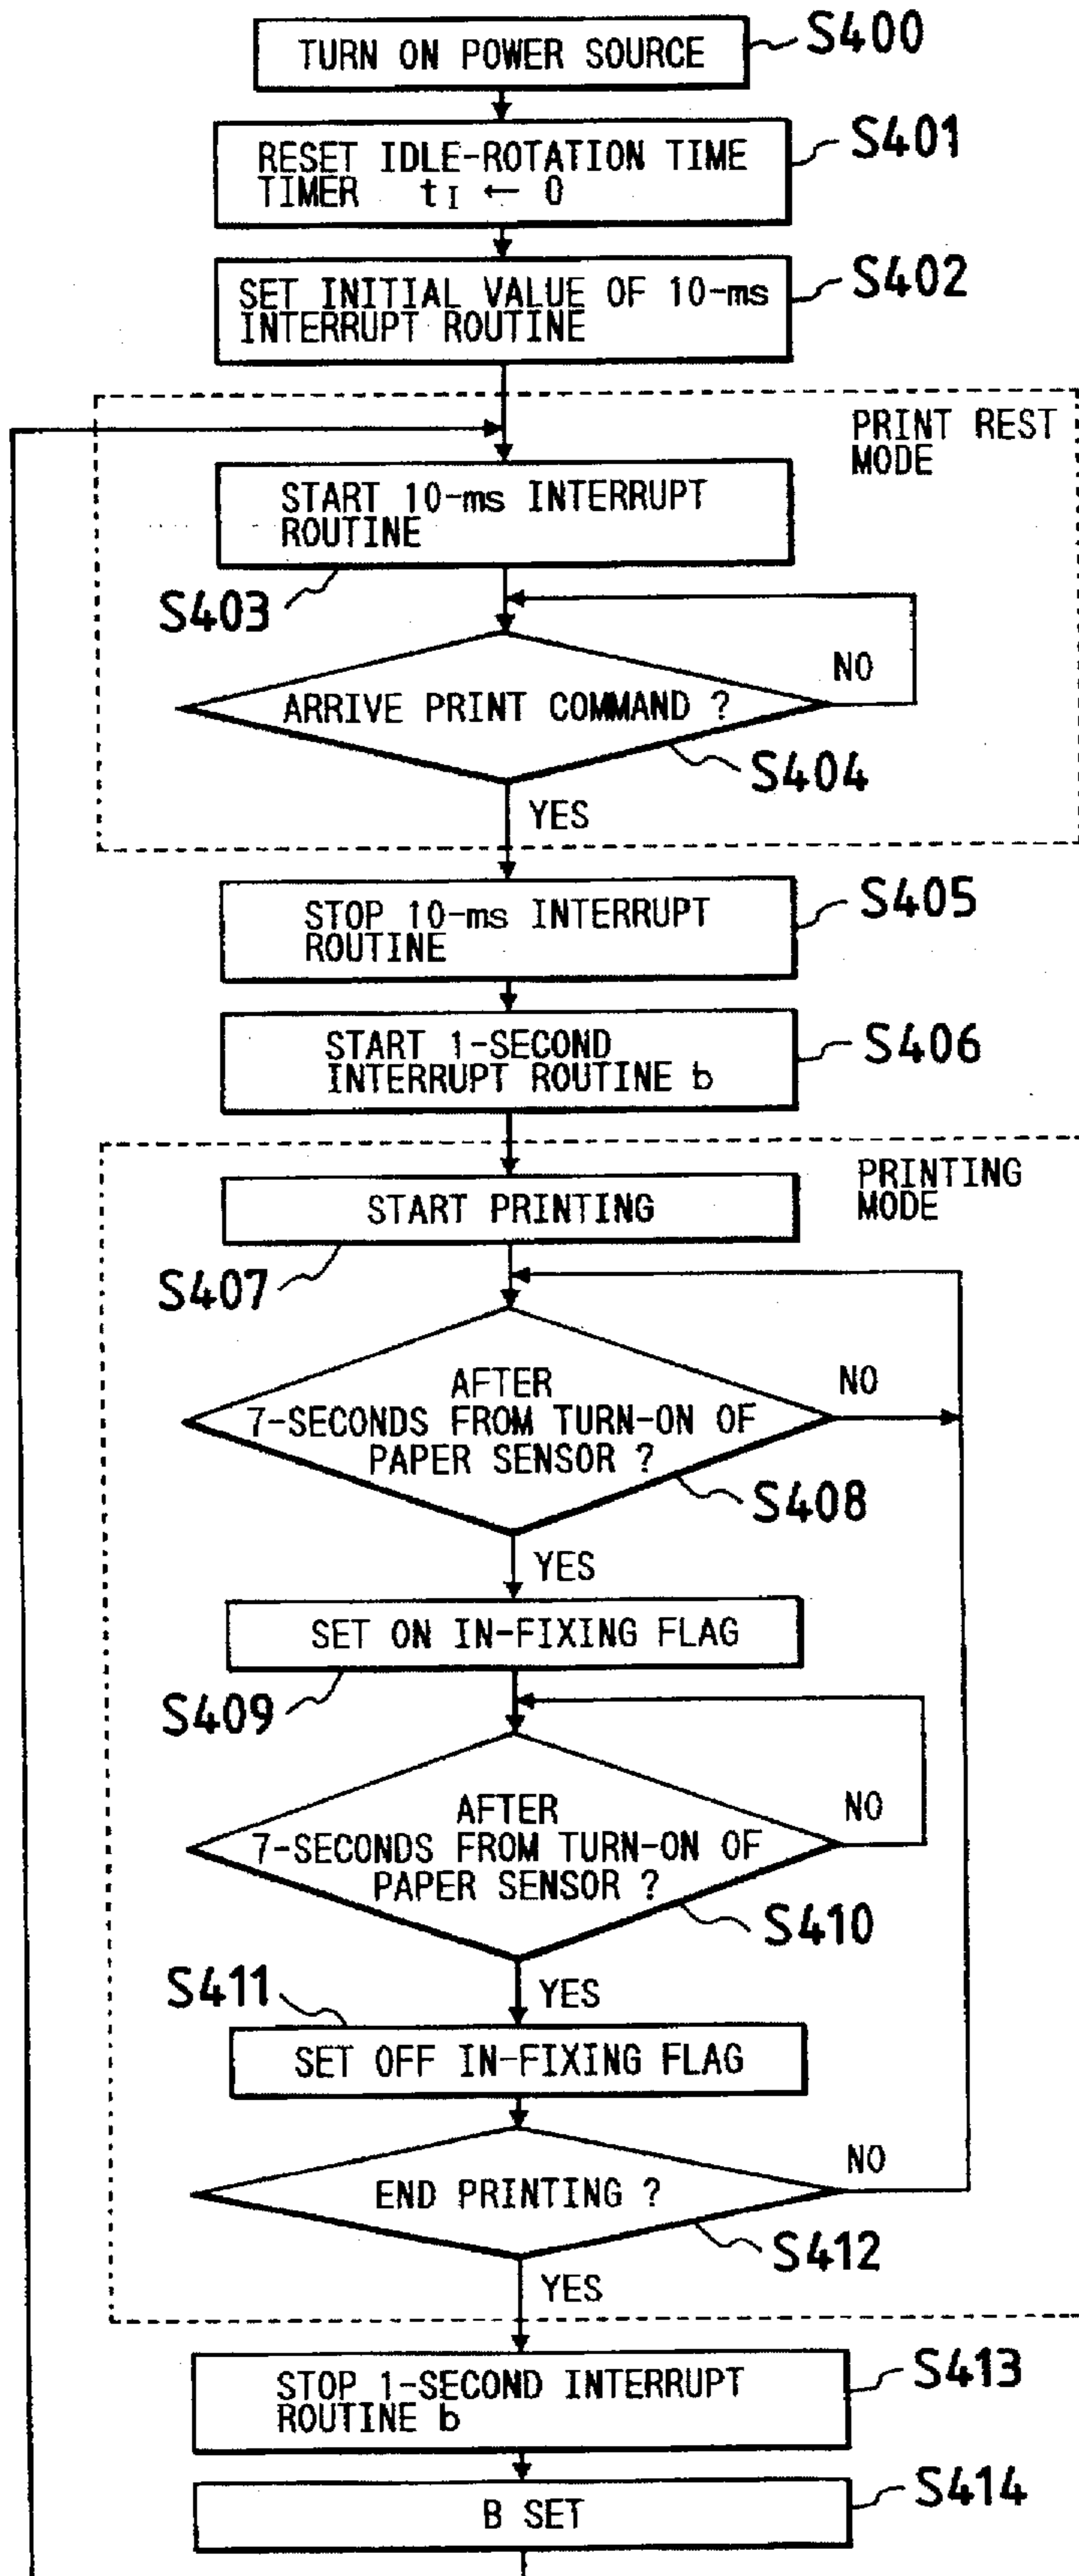 TURN ON POWER SOURCE
S400
RESET IDLE-ROTATION TIME
TIMER tI ← 0
S401
SET INITIAL VALUE OF 10-ms
INTERRUPT ROUTINE
S402
PRINT REST
MODE
START 10-ms INTERRUPT
ROUTINE
S403
NO
ARRIVE PRINT COMMAND ?
S404
YES
STOP 10-ms INTERRUPT
ROUTINE
S405
START 1-SECOND
INTERRUPT ROUTINE b
S406
PRINTING
MODE
START PRINTING
S407
AFTER
7-SECONDS FROM TURN-ON OF
PAPER SENSOR ?
NO
S408
YES
SET ON IN-FIXING FLAG
S409
AFTER
7-SECONDS FROM TURN-ON OF
PAPER SENSOR ?
NO
S410
YES
S411
SET OFF IN-FIXING FLAG
NO
END PRINTING ?
S412
YES
STOP 1-SECOND INTERRUPT
ROUTINE b
S413
B SET
S414